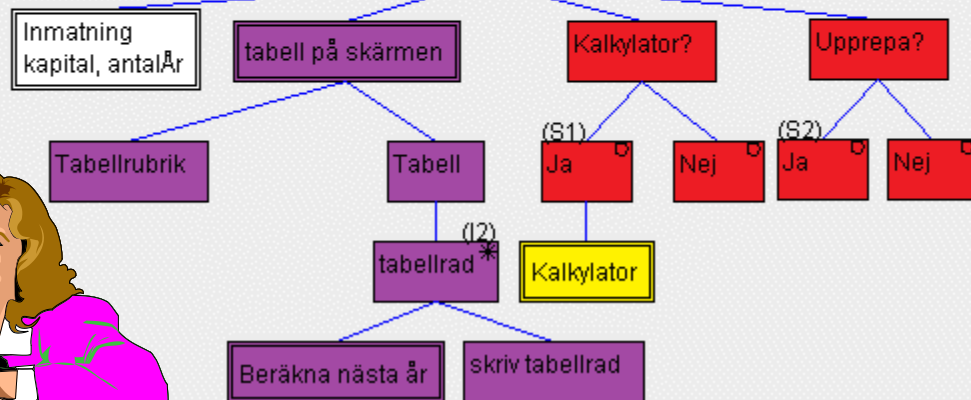 Inmatning
kapital, antalÅr
tabell på skärmen
Kalkylator?
Upprepa?
Tabellrubrik
Tabell
(S1)
Ja
Nej
(S2)
Ja
Nej
(I2)
tabellrad *
Kalkylator
Beräkna nästa år
skriv tabellrad